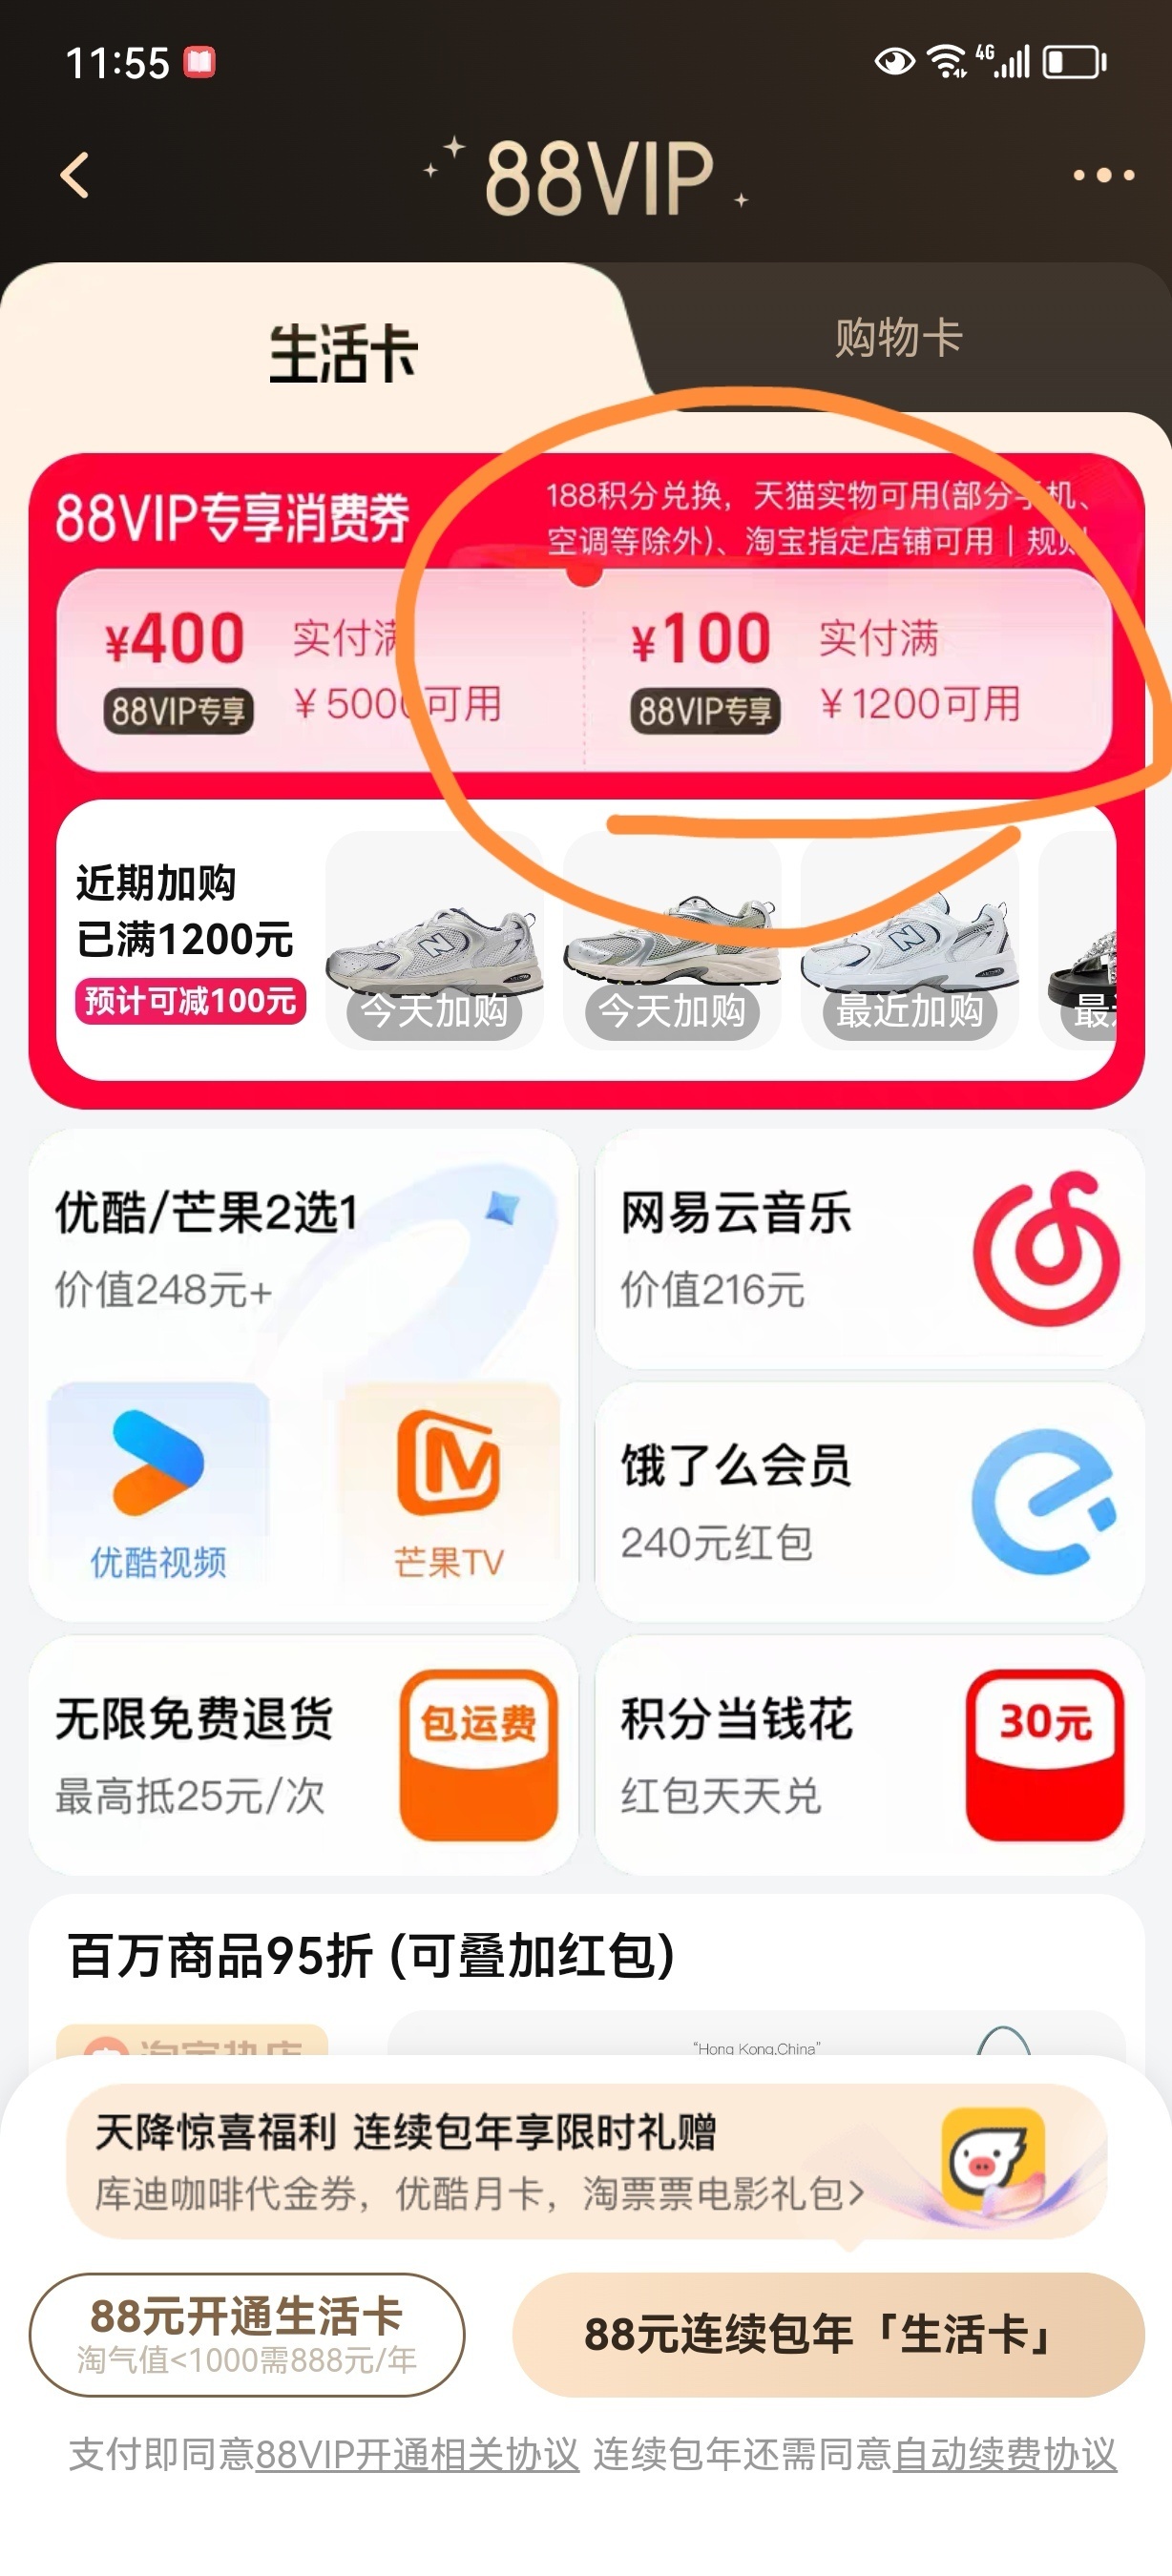 11:55
4G
88VIP
生活卡
购物卡
88VIP专享消费券
188积分兑换，天猫实物可用(部分手机、
空调等除外)、淘宝指定店铺可用 | 规则
¥400
实付满
88VIP专享
¥5000可用
¥100
实付满
88VIP专享
¥1200可用
近期加购
已满1200元
预计可减100元
今天加购
今天加购
最近加购
最
优酷/芒果2选1
价值248元+
优酷视频
芒果TV
网易云音乐
价值216元
饿了么会员
240元红包
无限免费退货
最高抵25元/次
包运费
积分当钱花
红包天天兑
30元
百万商品95折 (可叠加红包)
"Hong Kong,China"
天降惊喜福利 连续包年享限时礼赠
库迪咖啡代金券，优酷月卡，淘票票电影礼包>
88元开通生活卡
淘气值<1000需888元/年
88元连续包年「生活卡」
支付即同意88VIP开通相关协议 连续包年还需同意自动续费协议